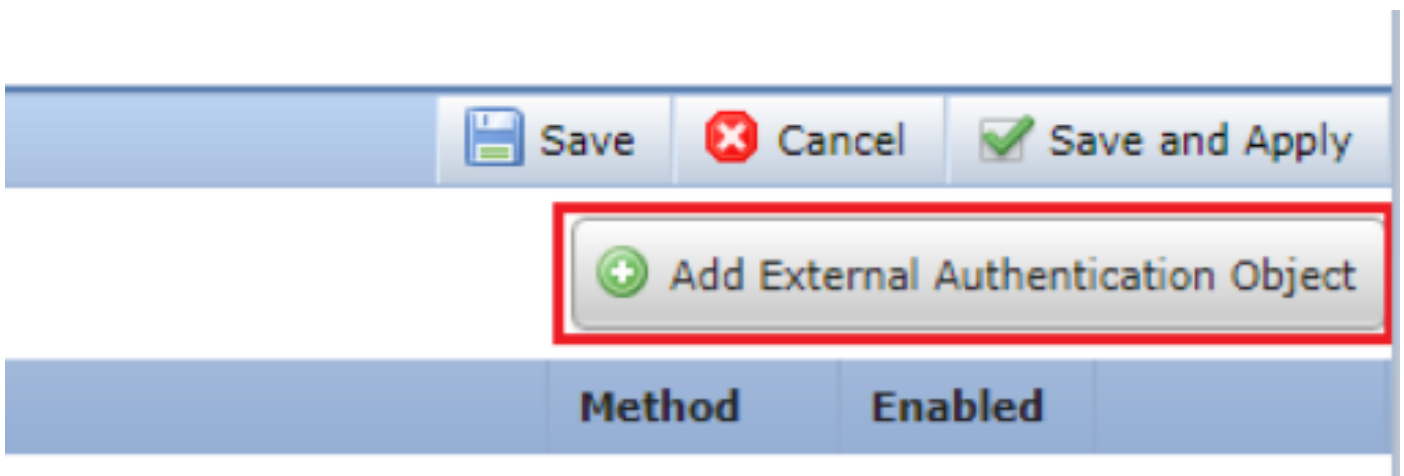 Save Cancel Save and Apply
Add External Authentication Object
Method Enabled